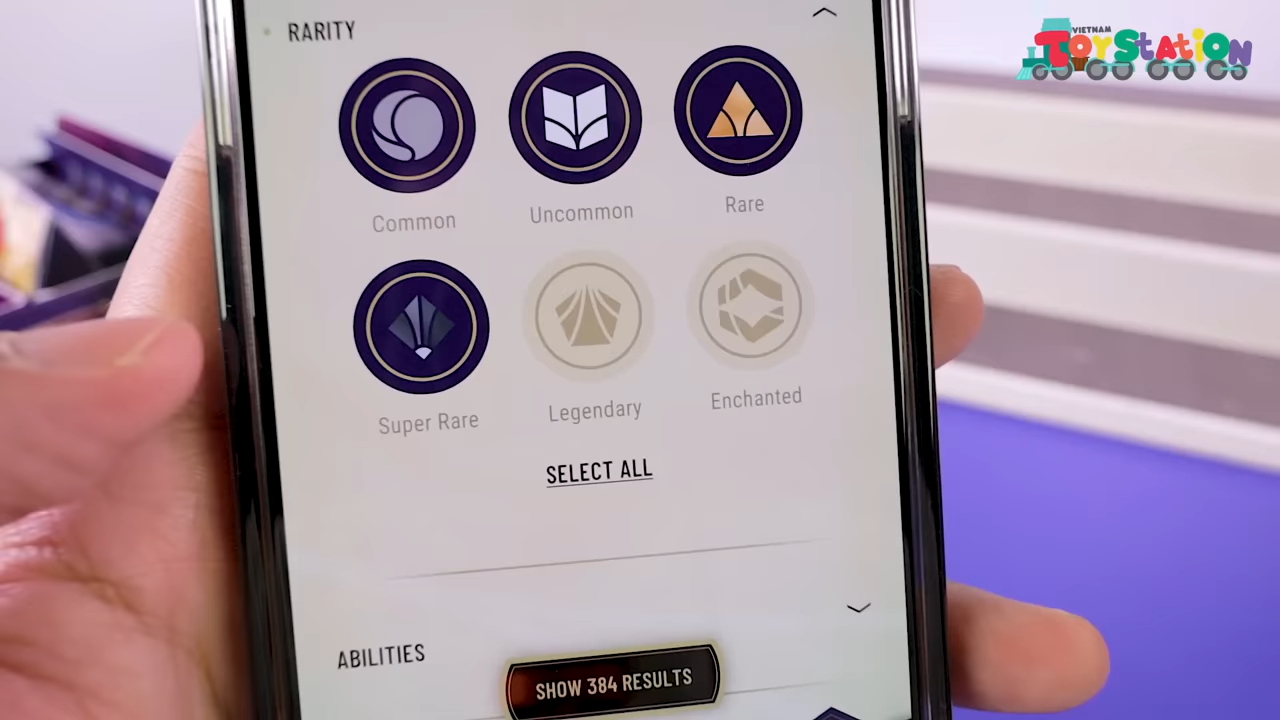 RARITY
VIETNAM
TOYSTATION
Common
Uncommon
Rare
Super Rare
Legendary
Enchanted
SELECT ALL
ABILITIES
SHOW 384 RESULTS